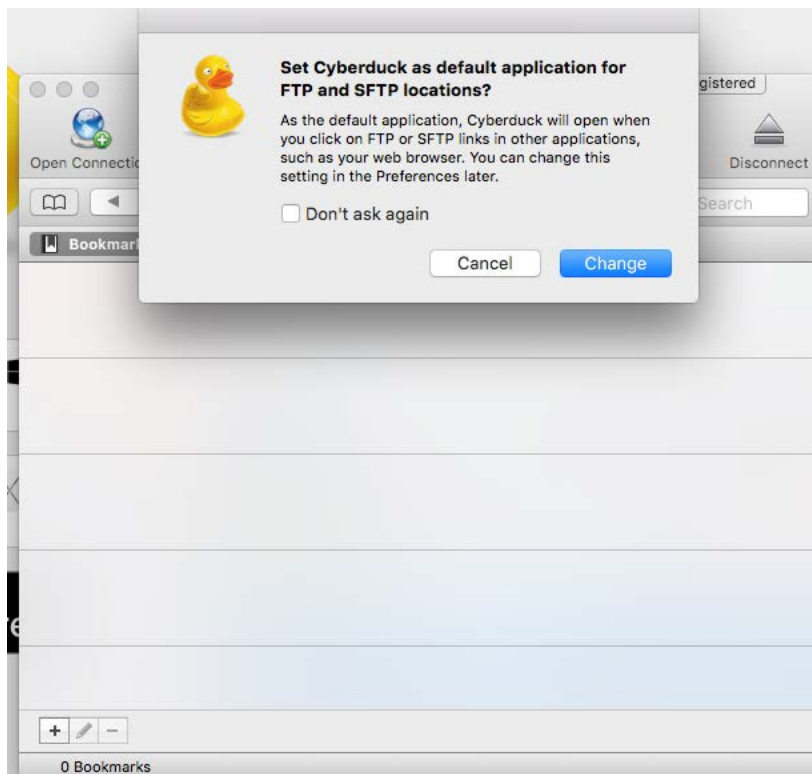 Set Cyberduck as default application for
FTP and SFTP locations?
As the default application, Cyberduck will open when
you click on FTP or SFTP links in other applications,
such as your web browser. You can change this
setting in the Preferences later.
Don't ask again
Cancel
Change
gistered
Open Connectio
Disconnect
Search
Bookmar
0 Bookmarks